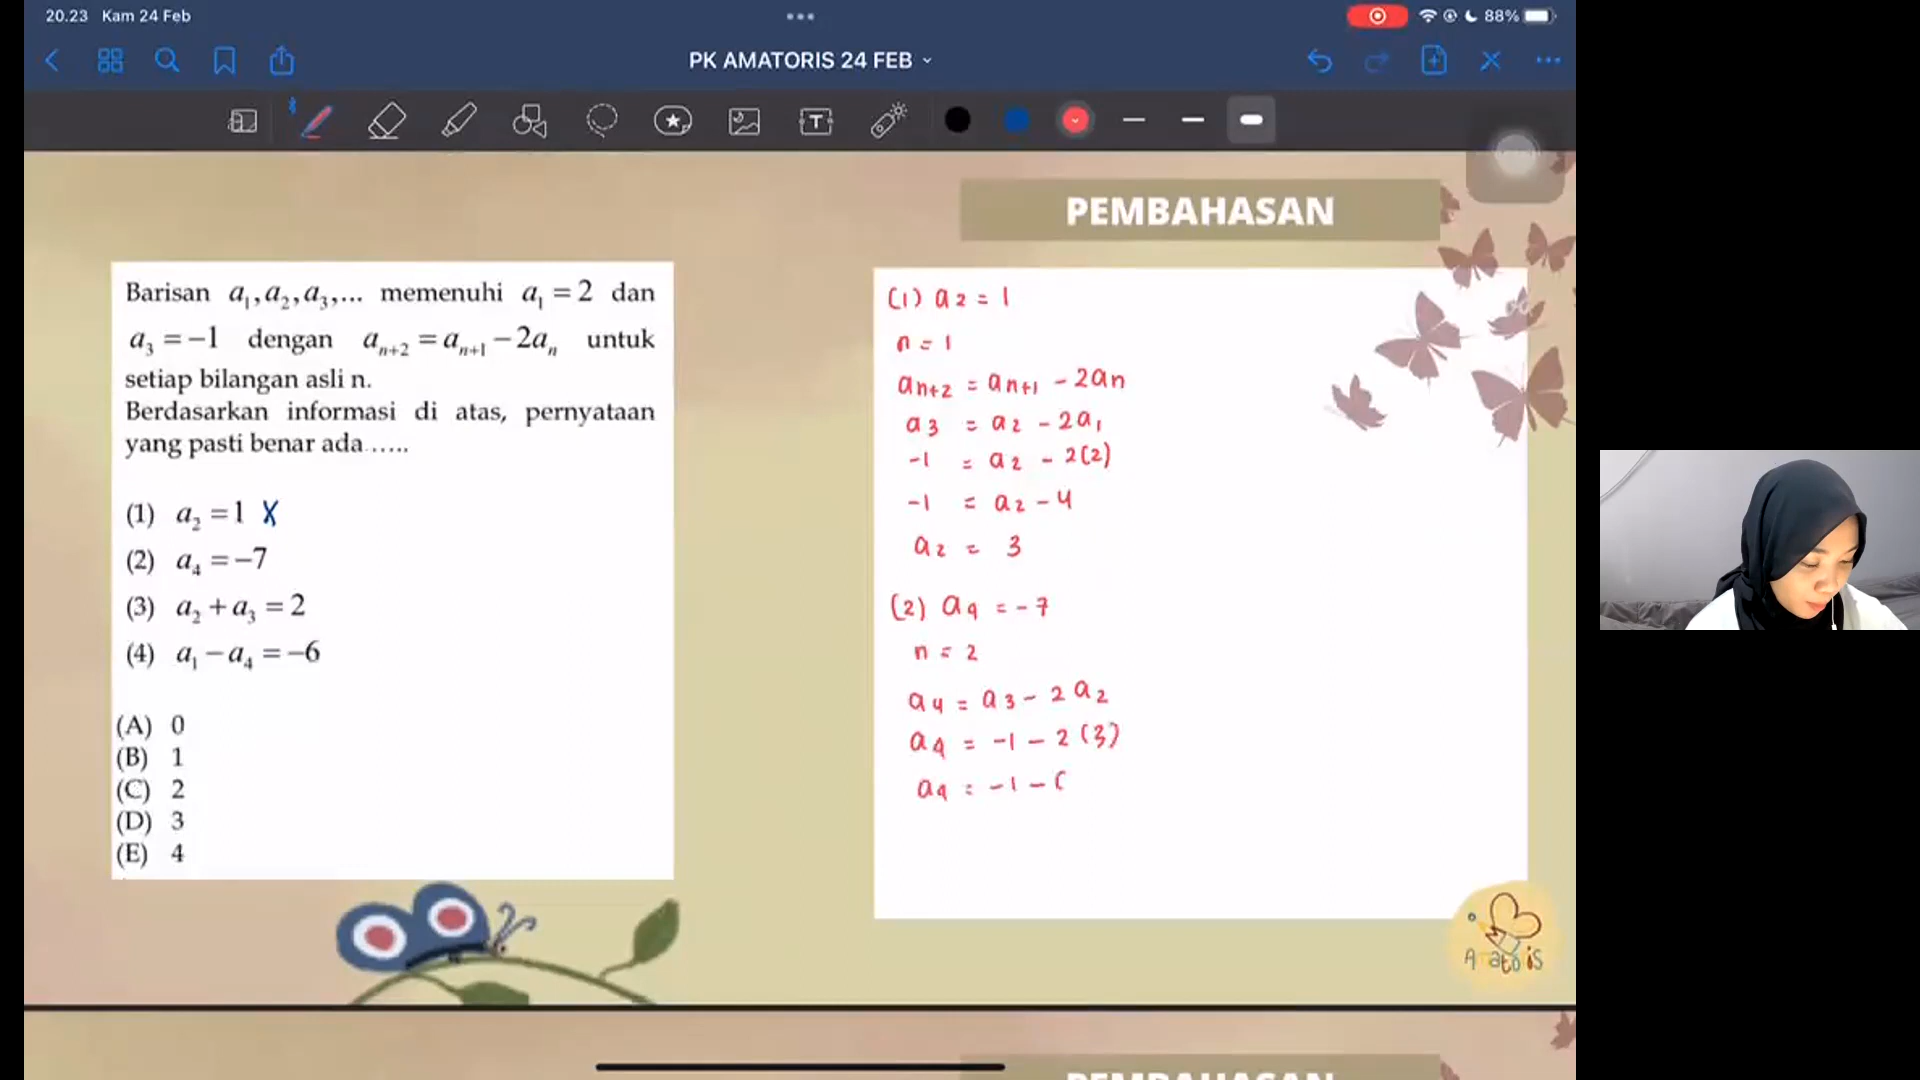 20.23 Kam 24 Feb
88%
PK AMATORIS 24 FEB
T
PEMBAHASAN
Barisan a₁, a₂, a₃,... memenuhi a₁ = 2 dan
a₃ = −1 dengan aₙ₊₂ = aₙ₊₁ − 2aₙ untuk
setiap bilangan asli n.
Berdasarkan informasi di atas, pernyataan
yang pasti benar ada …..
(1) a₂ = 1 X
(2) a₄ = −7
(3) a₂ + a₃ = 2
(4) a₁ − a₄ = −6
(A) 0
(B) 1
(C) 2
(D) 3
(E) 4
(1) a₂ = 1
n = 1
aₙ₊₂ = aₙ₊₁ − 2aₙ
a₃ = a₂ − 2a₁
-1 = a₂ − 2(2)
-1 = a₂ − 4
a₂ = 3
(2) a₄ = -7
n = 2
a₄ = a₃ − 2a₂
a₄ = -1 − 2(3)
a₄ = -1 − (
Amatoris
PEMBAHASAN